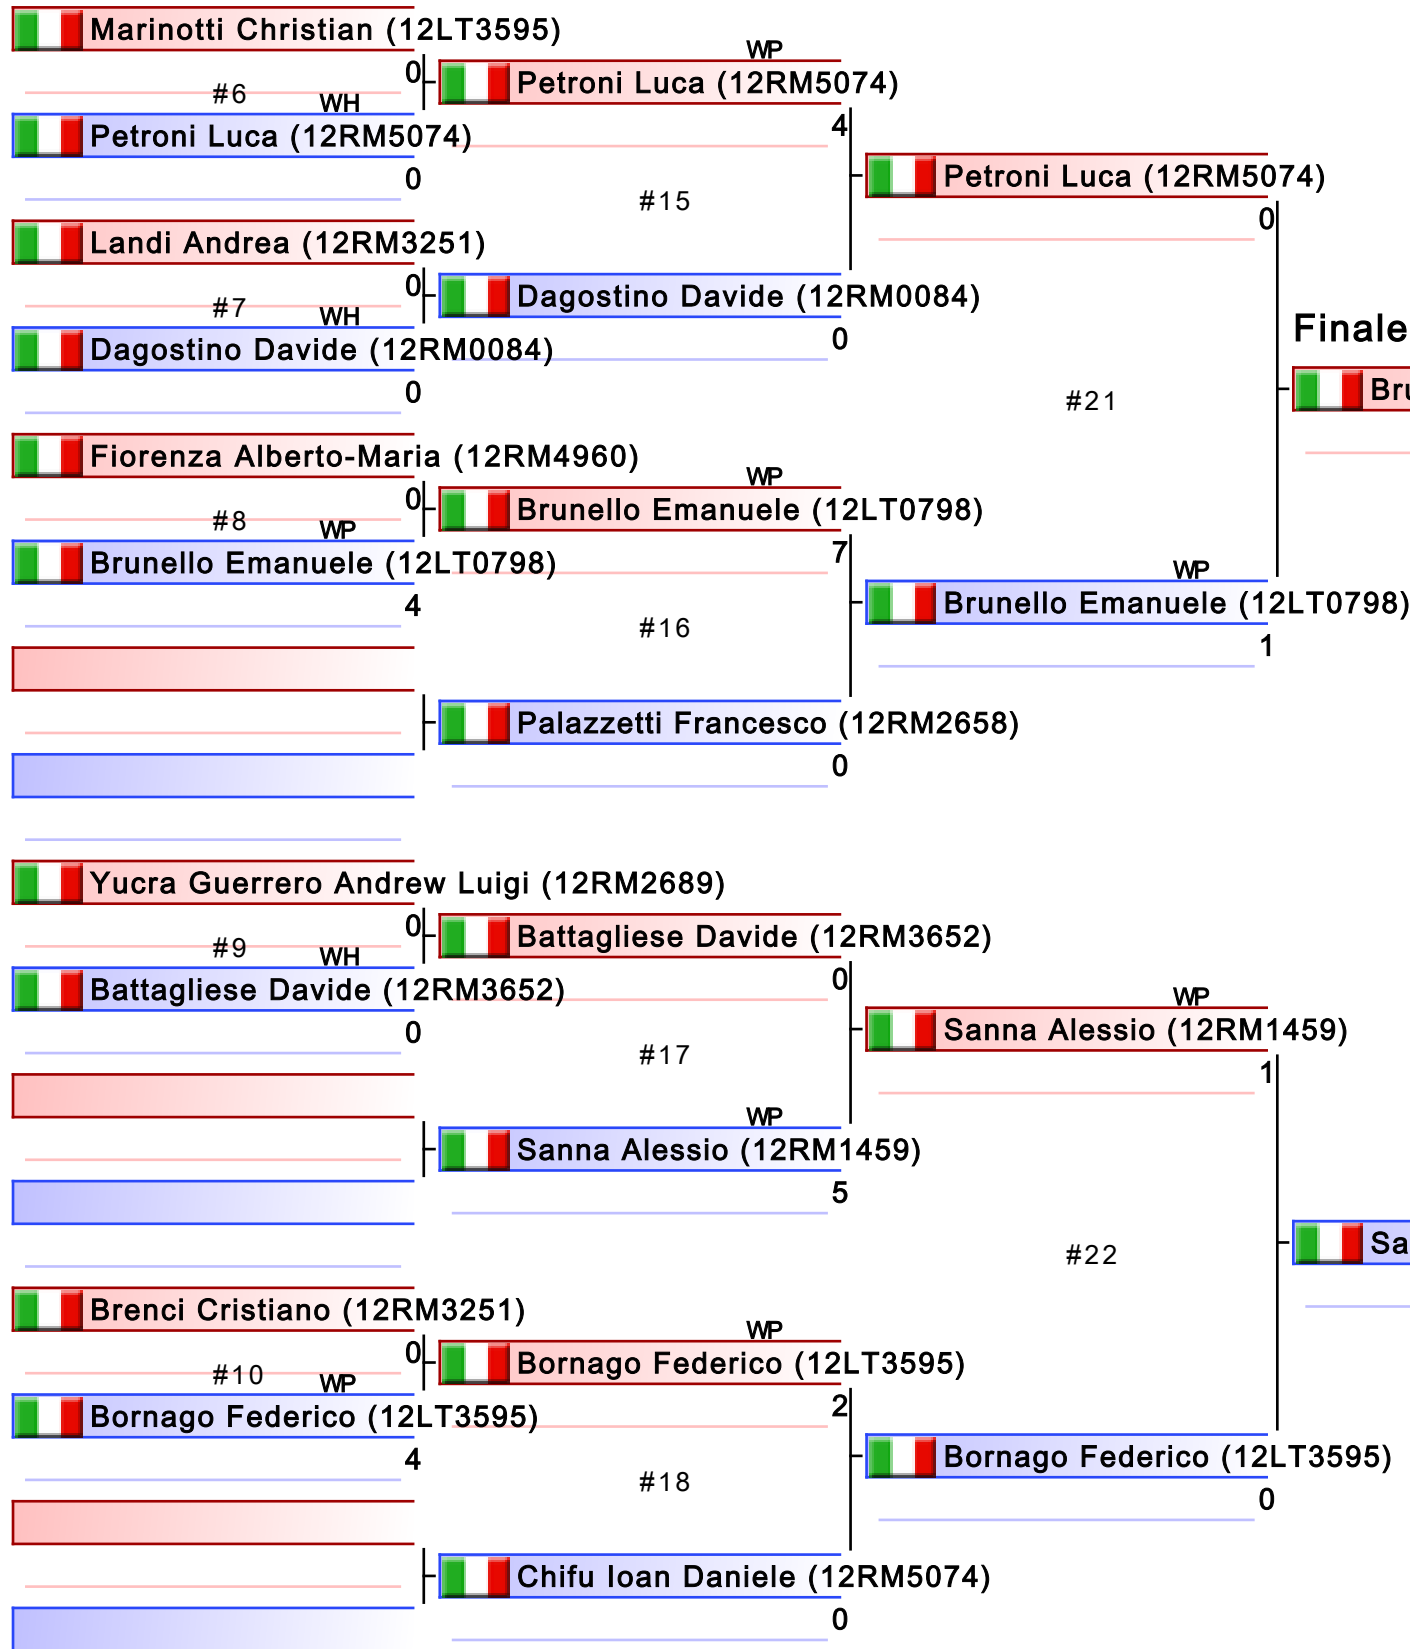 Marinotti Christian (12LT3595)
0
#6
WH
Petroni Luca (12RM5074)
0
Landi Andrea (12RM3251)
0
#7
WH
Dagostino Davide (12RM0084)
0
Fiorenza Alberto-Maria (12RM4960)
0
#8
WP
Brunello Emanuele (12LT0798)
4
Yucra Guerrero Andrew Luigi (12RM2689)
0
#9
WH
Battagliese Davide (12RM3652)
0
Brenci Cristiano (12RM3251)
0
#10
WP
Bornago Federico (12LT3595)
4
WP
Petroni Luca (12RM5074)
4
#15
Dagostino Davide (12RM0084)
0
WP
Brunello Emanuele (12LT0798)
7
#16
Palazzetti Francesco (12RM2658)
0
Battagliese Davide (12RM3652)
0
#17
WP
Sanna Alessio (12RM1459)
5
WP
Bornago Federico (12LT3595)
2
#18
Chifu Ioan Daniele (12RM5074)
0
Petroni Luca (12RM5074)
0
#21
WP
Brunello Emanuele (12LT0798)
1
WP
Sanna Alessio (12RM1459)
1
#22
Bornago Federico (12LT3595)
0
Finale